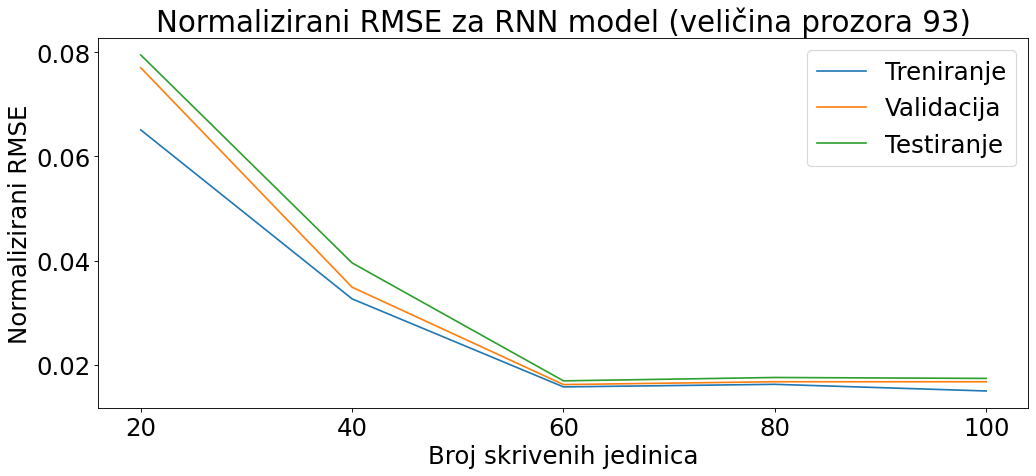 Normalizirani RMSE za RNN model (veličina prozora 93)
Treniranje
Validacija
Testiranje
Normalizirani RMSE
0.08
0.06
0.04
0.02
20 40 60 80 100
Broj skrivenih jedinica